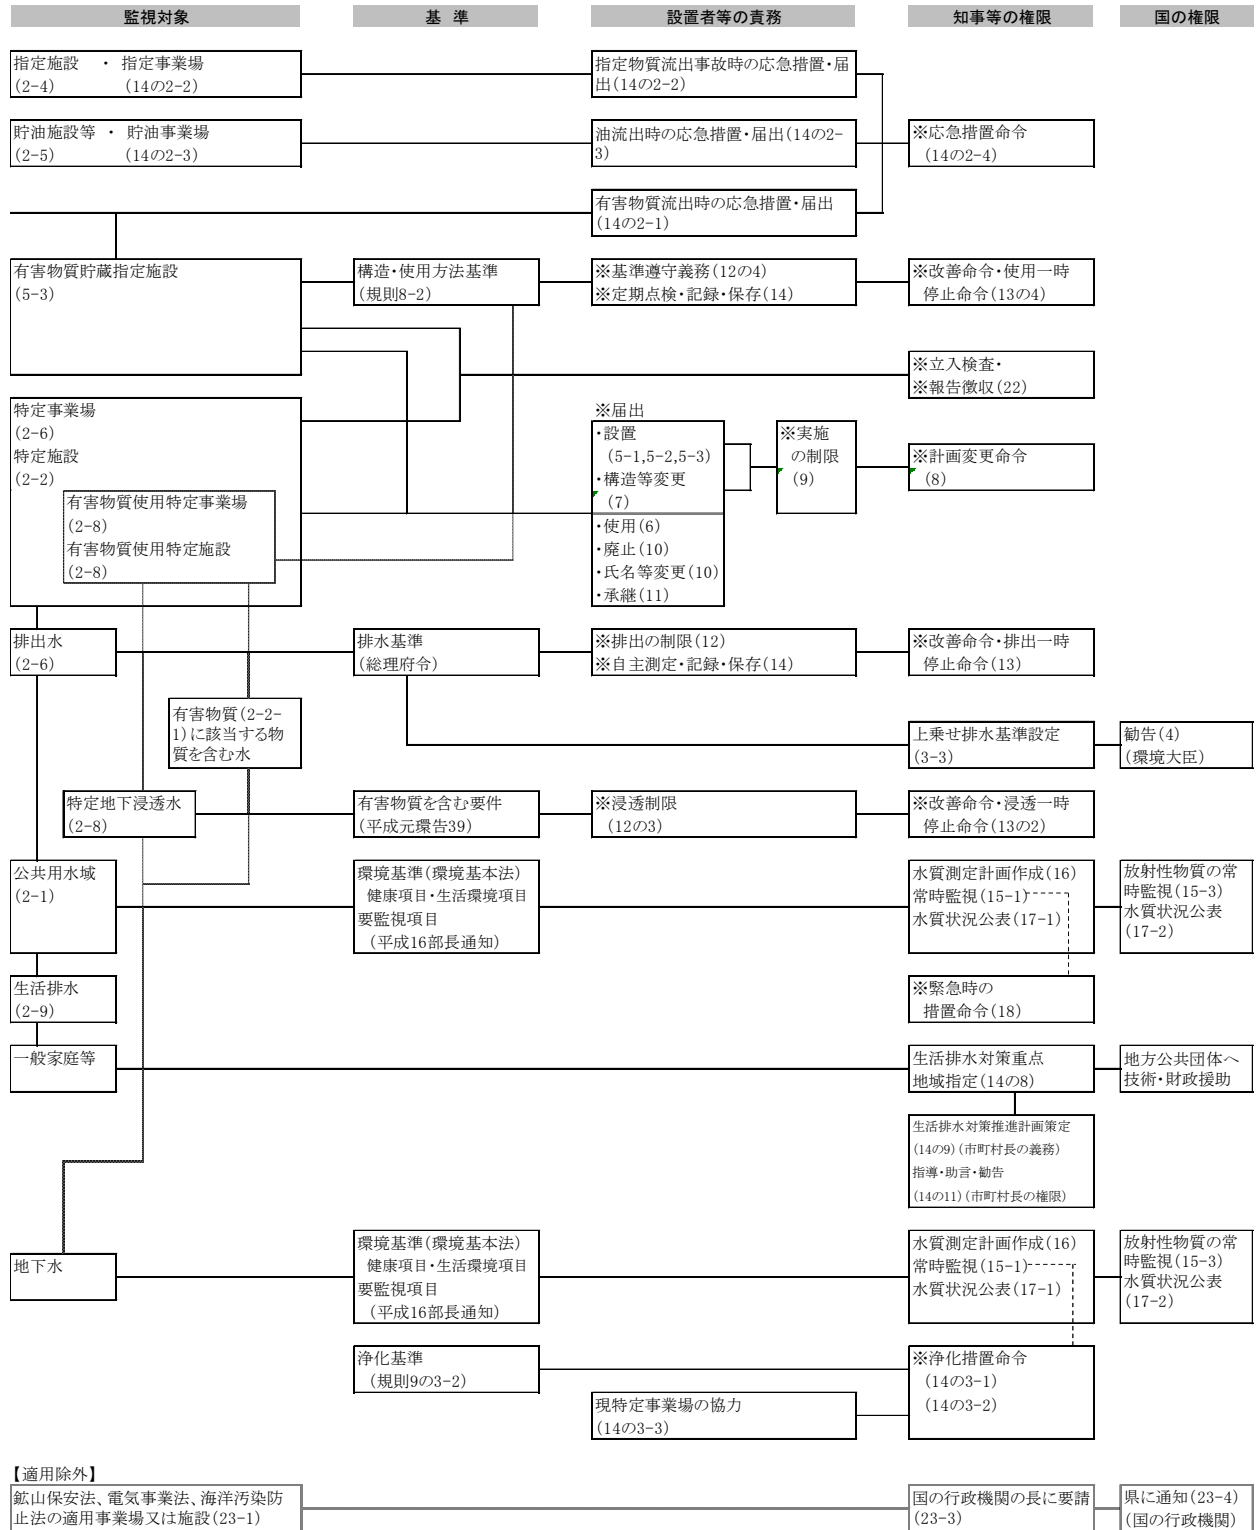 監視対象
基 準
設置者等の責務
知事等の権限
国の権限
指定施設 ・ 指定事業場
(2-4) (14の2-2)
指定物質流出事故時の応急措置・届
出(14の2-2)
貯油施設等 ・ 貯油事業場
(2-5) (14の2-3)
油流出時の応急措置・届出(14の2-
3)
※応急措置命令
(14の2-4)
有害物質流出時の応急措置・届出
(14の2-1)
有害物質貯蔵指定施設
(5-3)
構造・使用方法基準
(規則8-2)
※基準遵守義務(12の4)
※定期点検・記録・保存(14)
※改善命令・使用一時
停止命令(13の4)
※立入検査・
※報告徴収(22)
特定事業場
(2-6)
特定施設
(2-2)
有害物質使用特定事業場
(2-8)
有害物質使用特定施設
(2-8)
※届出
・設置
(5-1,5-2,5-3)
・構造等変更
(7)
・使用(6)
・廃止(10)
・氏名等変更(10)
・承継(11)
※実施
の制限
(9)
※計画変更命令
(8)
排出水
(2-6)
排水基準
(総理府令)
※排出の制限(12)
※自主測定・記録・保存(14)
※改善命令・排出一時
停止命令(13)
有害物質(2-2-
1)に該当する物
質を含む水
上乗せ排水基準設定
(3-3)
勧告(4)
(環境大臣)
特定地下浸透水
(2-8)
有害物質を含む要件
(平成元環告39)
※浸透制限
(12の3)
※改善命令・浸透一時
停止命令(13の2)
公共用水域
(2-1)
環境基準(環境基本法)
健康項目・生活環境項目
要監視項目
(平成16部長通知)
水質測定計画作成(16)
常時監視(15-1)
水質状況公表(17-1)
放射性物質の常
時監視(15-3)
水質状況公表
(17-2)
生活排水
(2-9)
※緊急時の
措置命令(18)
一般家庭等
生活排水対策重点
地域指定(14の8)
地方公共団体へ
技術・財政援助
生活排水対策推進計画策定
(14の9)(市町村長の義務)
指導・助言・勧告
(14の11)(市町村長の権限)
地下水
環境基準(環境基本法)
健康項目・生活環境項目
要監視項目
(平成16部長通知)
水質測定計画作成(16)
常時監視(15-1)
水質状況公表(17-1)
放射性物質の常
時監視(15-3)
水質状況公表
(17-2)
浄化基準
(規則9の3-2)
※浄化措置命令
(14の3-1)
(14の3-2)
現特定事業場の協力
(14の3-3)
【適用除外】
鉱山保安法、電気事業法、海洋汚染防
止法の適用事業場又は施設(23-1)
国の行政機関の長に要請
(23-3)
県に通知(23-4)
(国の行政機関)